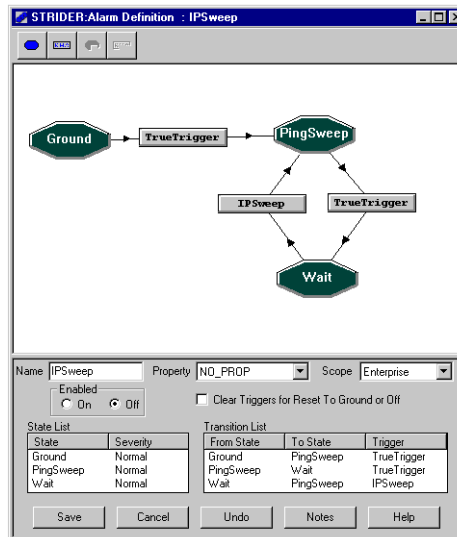 STRIDER:Alarm Definition : IPSweep
Ground
TrueTrigger
PingSweep
IPSweep
TrueTrigger
Wait
Name IPSweep Property NO_PROP Scope Enterprise
Enabled
On Off
Clear Triggers for Reset To Ground or Off
State List Transition List
State Severity From State To State Trigger
Ground Normal Ground PingSweep TrueTrigger
PingSweep Normal PingSweep Wait TrueTrigger
Wait Normal Wait PingSweep IPSweep
Save Cancel Undo Notes Help